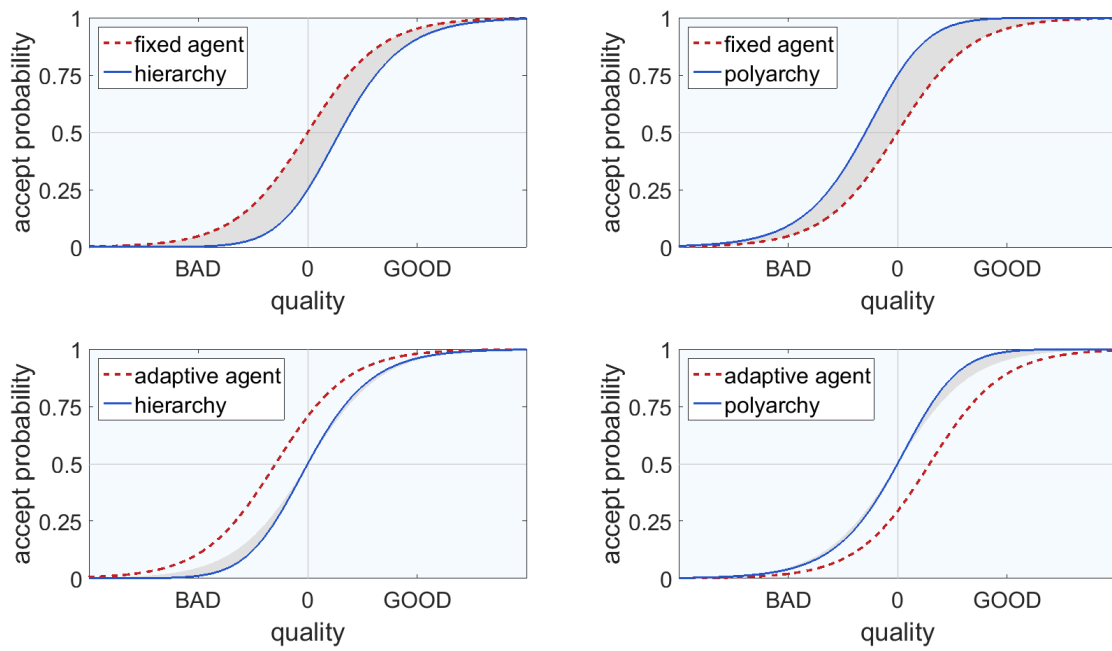 accept probability
1
0.75
0.5
0.25
0
fixed agent
hierarchy
BAD
0
GOOD
quality
accept probability
1
0.75
0.5
0.25
0
fixed agent
polyarchy
BAD
0
GOOD
quality
accept probability
1
0.75
0.5
0.25
0
adaptive agent
hierarchy
BAD
0
GOOD
quality
accept probability
1
0.75
0.5
0.25
0
adaptive agent
polyarchy
BAD
0
GOOD
quality